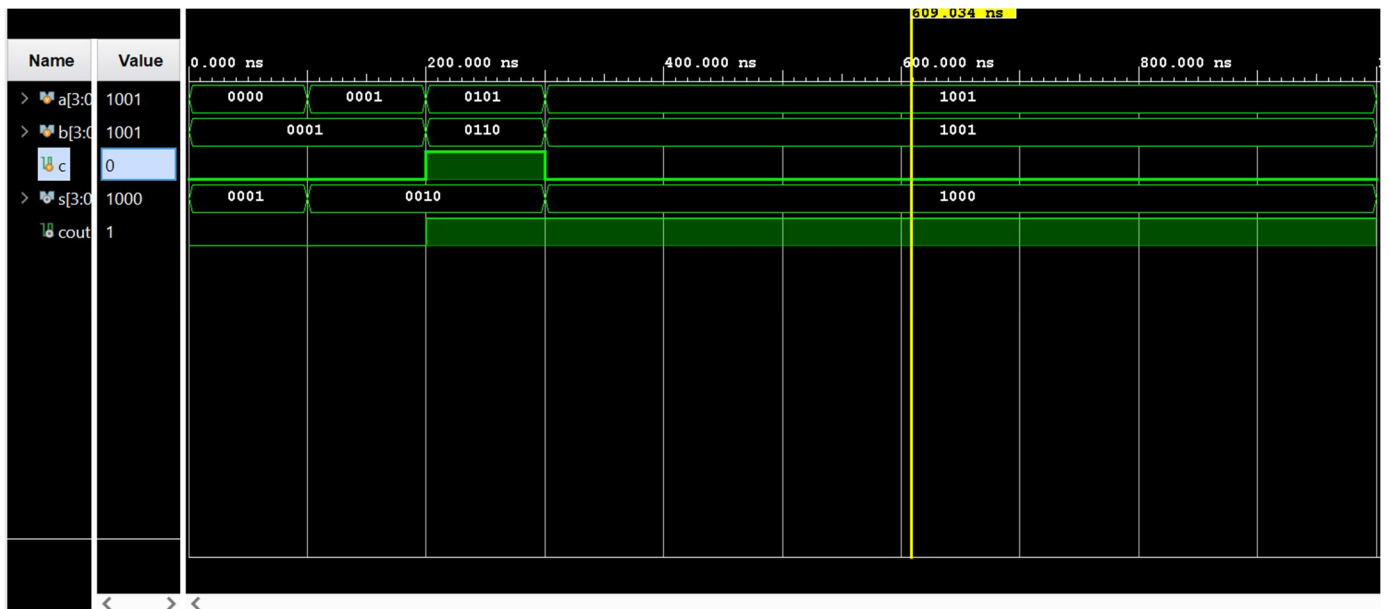 609.034 ns
Name Value
0.000 ns 200.000 ns 400.000 ns 600.000 ns 800.000 ns
a[3:0 1001 0000 0001 0101 1001
b[3:0 1001 0001 0110 1001
c 0
s[3:0 1000 0001 0010 1000
cout 1